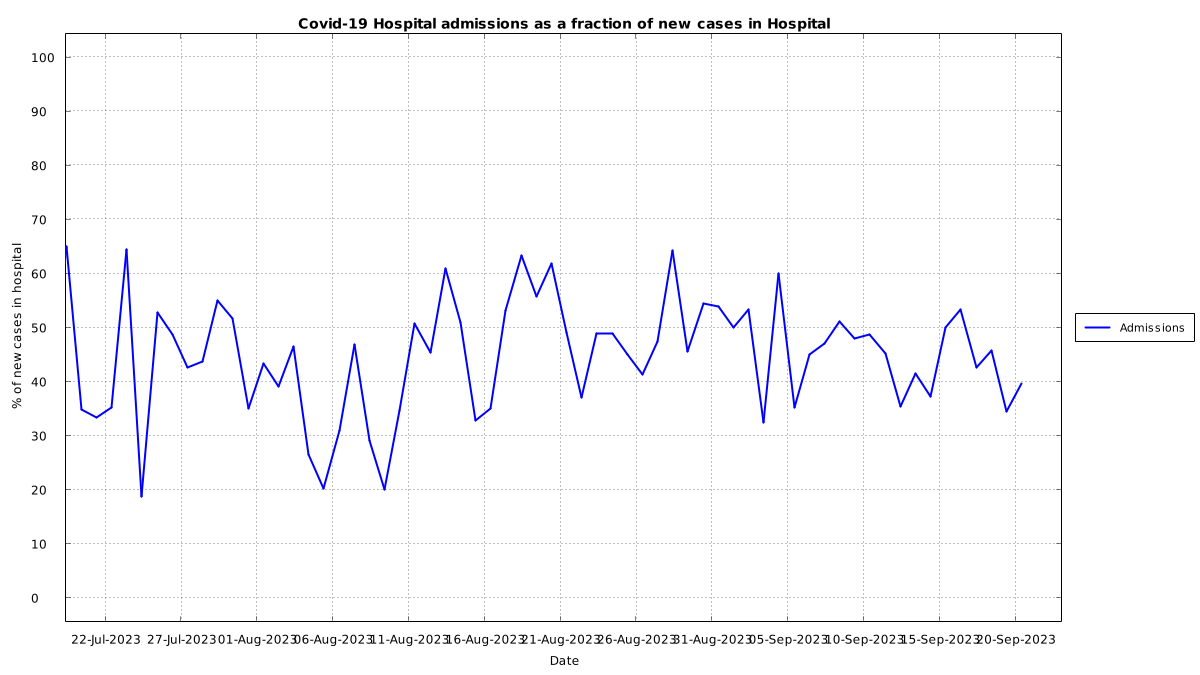 Covid-19 Hospital admissions as a fraction of new cases in Hospital
100
90
80
70
60
50
40
30
20
10
0
% of new cases in hospital
22-Jul-2023 27-Jul-2023 01-Aug-2023 06-Aug-2023 11-Aug-2023 16-Aug-2023 21-Aug-2023 26-Aug-2023 31-Aug-2023 05-Sep-2023 10-Sep-2023 15-Sep-2023 20-Sep-2023
Date
Admissions